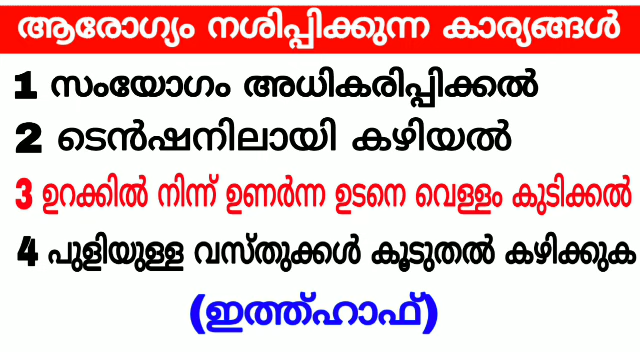 ആരോഗ്യം നശിപ്പിക്കുന്ന കാര്യങ്ങൾ
1 സംയോഗം അധികരിപ്പിക്കൽ
2 ടെൻഷനിലായി കഴിയൽ
3 ഉറക്കിൽ നിന്ന് ഉണർന്ന ഉടനെ വെള്ളം കുടിക്കൽ
4 പുളിയുള്ള വസ്തുക്കൾ കൂടുതൽ കഴിക്കുക
(ഇത്ത്ഹാഫ്)